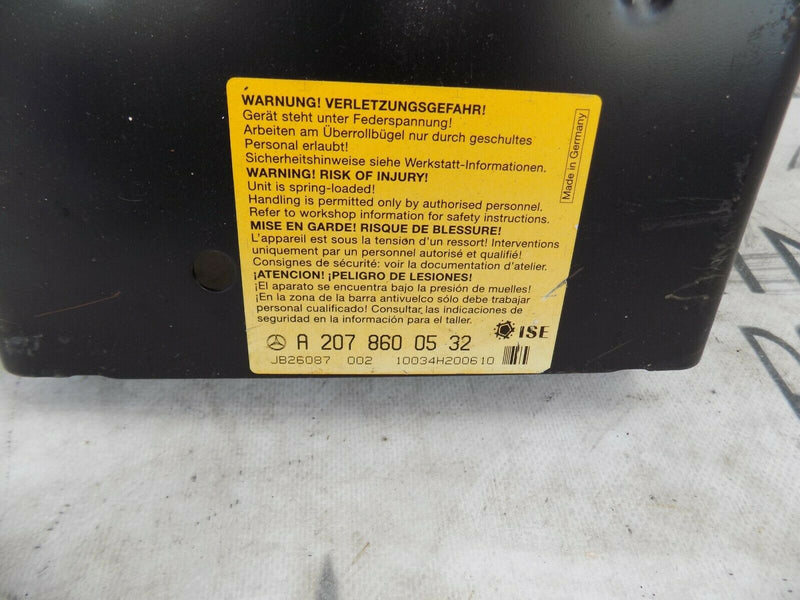 WARNUNG! VERLETZUNGSGEFAHR!
Gerät steht unter Federspannung!
Arbeiten am Überrollbügel nur durch geschultes
Personal erlaubt!
Sicherheitshinweise siehe Werkstatt-Informationen.
WARNING! RISK OF INJURY!
Unit is spring-loaded!
Handling is permitted only by authorised personnel.
Refer to workshop information for safety instructions.
MISE EN GARDE! RISQUE DE BLESSURE!
L'appareil est sous la tension d'un ressort! Interventions
uniquement par un personnel autorisé et qualifié!
Consignes de sécurité: voir la documentation d'atelier.
¡ATENCION! ¡PELIGRO DE LESIONES!
¡El aparato se encuentra bajo la presión de muelles!
¡En la zona de la barra antivuelco sólo debe trabajar
personal cualificado! Consultar las indicaciones de
seguridad en la información para el taller.
Made in Germany
ISE
A 207 860 05 32
JB26087 002 10034H200610